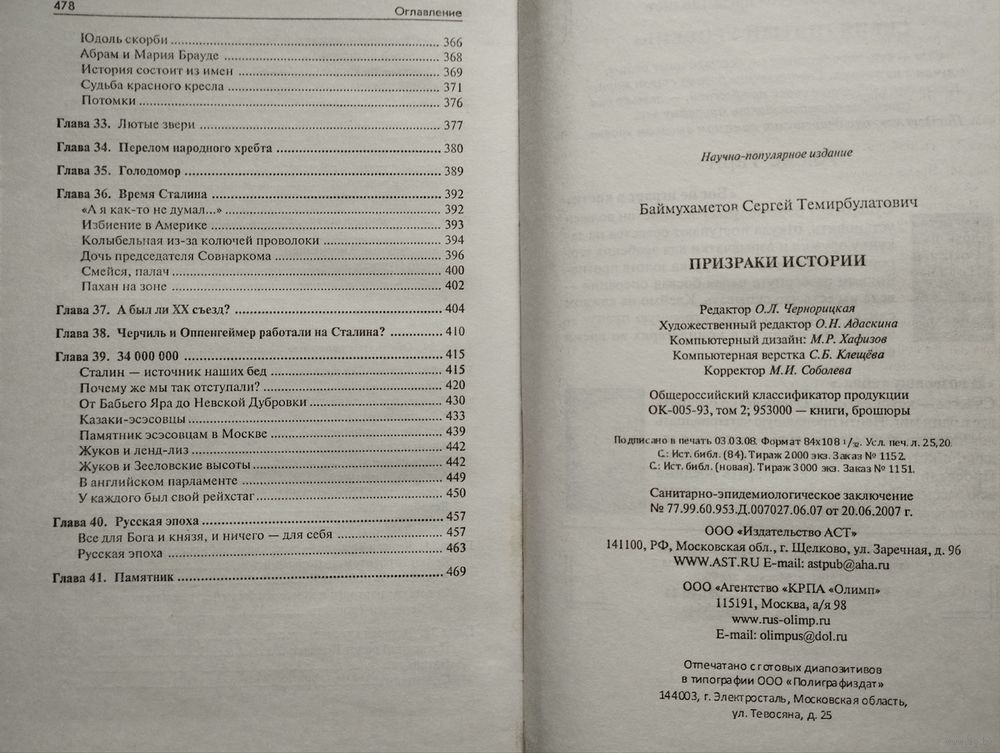 478
Оглавление
Юдоль скорби ... 366
Абрам и Мария Брауде ... 368
История состоит из имен ... 369
Судьба красного кресла ... 371
Потомки ... 376
Глава 33. Лютые звери ... 377
Глава 34. Перелом народного хребта ... 380
Глава 35. Голодомор ... 389
Глава 36. Время Сталина ... 392
«А я как-то не думал...» ... 392
Избиение в Америке ... 393
Колыбельная из-за колючей проволоки ... 394
Дочь председателя Совнаркома ... 396
Смейся, палач ... 400
Пахан на зоне ... 402
Глава 37. А был ли XX съезд? ... 404
Глава 38. Черчиль и Оппенгеймер работали на Сталина? ... 410
Глава 39. 34 000 000 ... 415
Сталин — источник наших бед ... 415
Почему же мы так отступали? ... 420
От Бабьего Яра до Невской Дубровки ... 430
Казаки-эсэсовцы ... 433
Памятник эсэсовцам в Москве ... 439
Жуков и ленд-лиз ... 442
Жуков и Зееловские высоты ... 442
В английском парламенте ... 449
У каждого был свой рейхстаг ... 450
Глава 40. Русская эпоха ... 457
Все для Бога и князя, и ничего — для себя ... 457
Русская эпоха ... 463
Глава 41. Памятник ... 469
Научно-популярное издание
Баймухаметов Сергей Темирбулатович
ПРИЗРАКИ ИСТОРИИ
Редактор О.Л. Чернорицкая
Художественный редактор О.Н. Адаскина
Компьютерный дизайн: М.Р. Хафизов
Компьютерная верстка С.Б. Клещёва
Корректор М.И. Соболева
Общероссийский классификатор продукции
ОК-005-93, том 2; 953000 — книги, брошюры
Подписано в печать 03.03.08. Формат 84x108 1/32. Усл. печ. л. 25,20.
С.: Ист. библ. (84). Тираж 2000 экз. Заказ № 1152.
С.: Ист. библ. (новая). Тираж 3000 экз. Заказ № 1151.
Санитарно-эпидемиологическое заключение
№ 77.99.60.953.Д.007027.06.07 от 20.06.2007 г.
ООО «Издательство АСТ»
141100, РФ, Московская обл., г. Щелково, ул. Заречная, д. 96
WWW.AST.RU E-mail: astpub@aha.ru
ООО «Агентство «КРПА «Олимп»
115191, Москва, а/я 98
www.rus-olimp.ru
E-mail: olimpus@dol.ru
Отпечатано с готовых диапозитивов
в типографии ООО «Полиграфиздат»
144003, г. Электросталь, Московская область,
ул. Тевосяна, д. 25